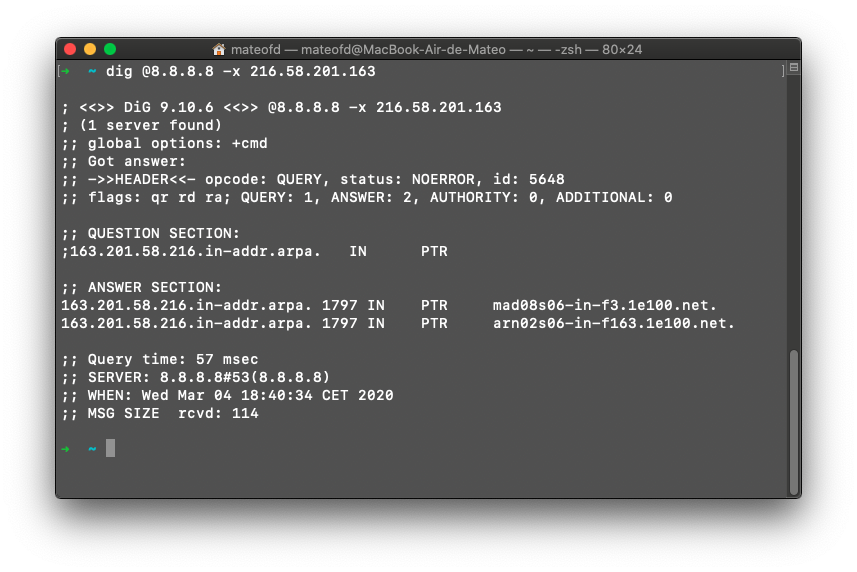 mateofd — mateofd@MacBook-Air-de-Mateo — ~ — -zsh — 80×24
[➜  ~ dig @8.8.8.8 -x 216.58.201.163 ]

; <<>> DiG 9.10.6 <<>> @8.8.8.8 -x 216.58.201.163
; (1 server found)
;; global options: +cmd
;; Got answer:
;; ->>HEADER<<- opcode: QUERY, status: NOERROR, id: 5648
;; flags: qr rd ra; QUERY: 1, ANSWER: 2, AUTHORITY: 0, ADDITIONAL: 0

;; QUESTION SECTION:
;163.201.58.216.in-addr.arpa.   IN      PTR

;; ANSWER SECTION:
163.201.58.216.in-addr.arpa. 1797 IN    PTR     mad08s06-in-f3.1e100.net.
163.201.58.216.in-addr.arpa. 1797 IN    PTR     arn02s06-in-f163.1e100.net.

;; Query time: 57 msec
;; SERVER: 8.8.8.8#53(8.8.8.8)
;; WHEN: Wed Mar 04 18:40:34 CET 2020
;; MSG SIZE  rcvd: 114

➜  ~